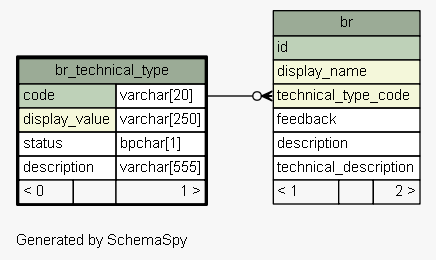 br_technical_type
code varchar[20]
display_value varchar[250]
status bpchar[1]
description varchar[555]
< 0 1 >
br
id
display_name
technical_type_code
feedback
description
technical_description
< 1 2 >
Generated by SchemaSpy